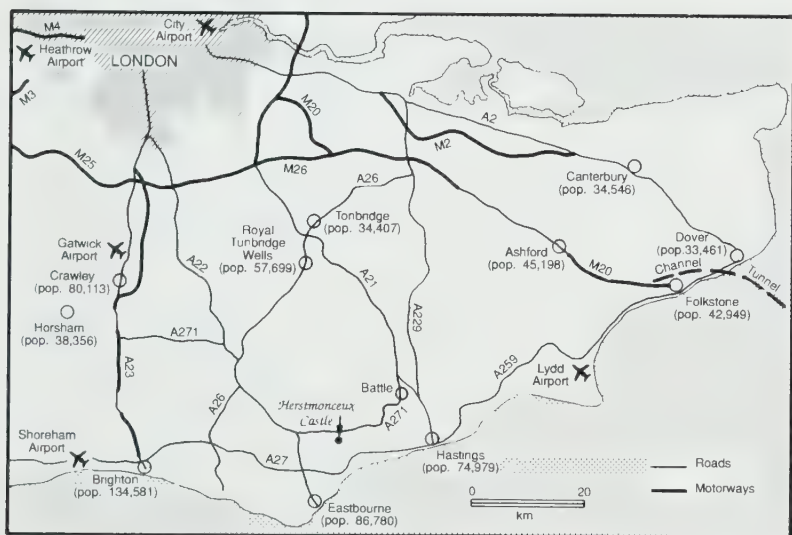 M4
City
Airport
Heathrow
Airport
LONDON
M3
M20
A2
M2
M25
M26
A26
Canterbury
(pop. 34,546)
Tonbridge
(pop. 34,407)
Royal
Tunbridge
Wells
(pop. 57,699)
Gatwick
Airport
Crawley
(pop. 80,113)
A22
A21
Ashford
(pop. 45,198)
M20
Dover
(pop.33,461)
Channel
Tunnel
Folkstone
(pop. 42,949)
Horsham
(pop. 38,356)
A271
A23
A229
A259
Lydd
Airport
Battle
A271
A26
Herstmonceux
Castle
Shoreham
Airport
A27
Brighton
(pop. 134,581)
Hastings
(pop. 74,979)
Eastbourne
(pop. 86,780)
Roads
Motorways
0
20
km